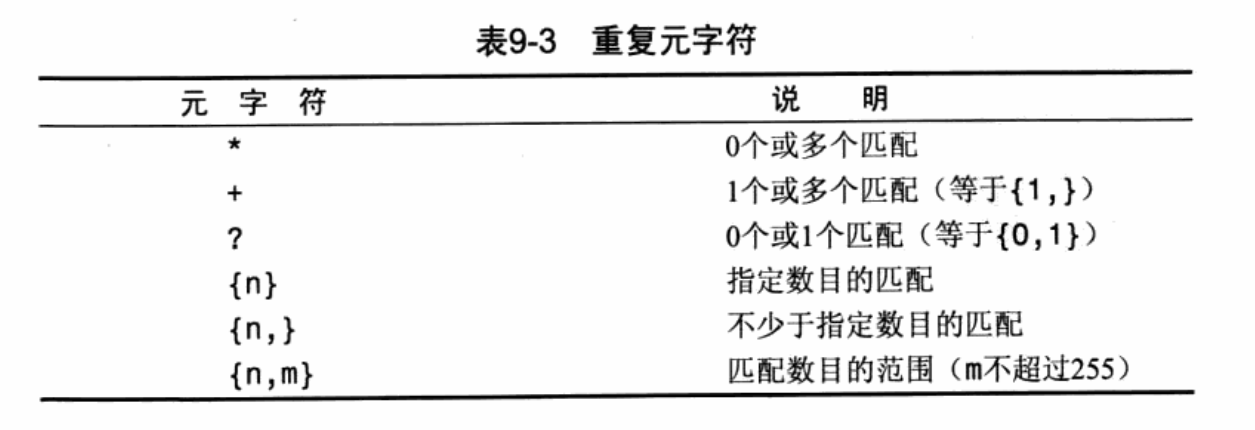 表9-3 重复元字符
元 字 符 说 明
* 0个或多个匹配
+ 1个或多个匹配（等于{1,}）
? 0个或1个匹配（等于{0,1}）
{n} 指定数目的匹配
{n,} 不少于指定数目的匹配
{n,m} 匹配数目的范围（m不超过255）